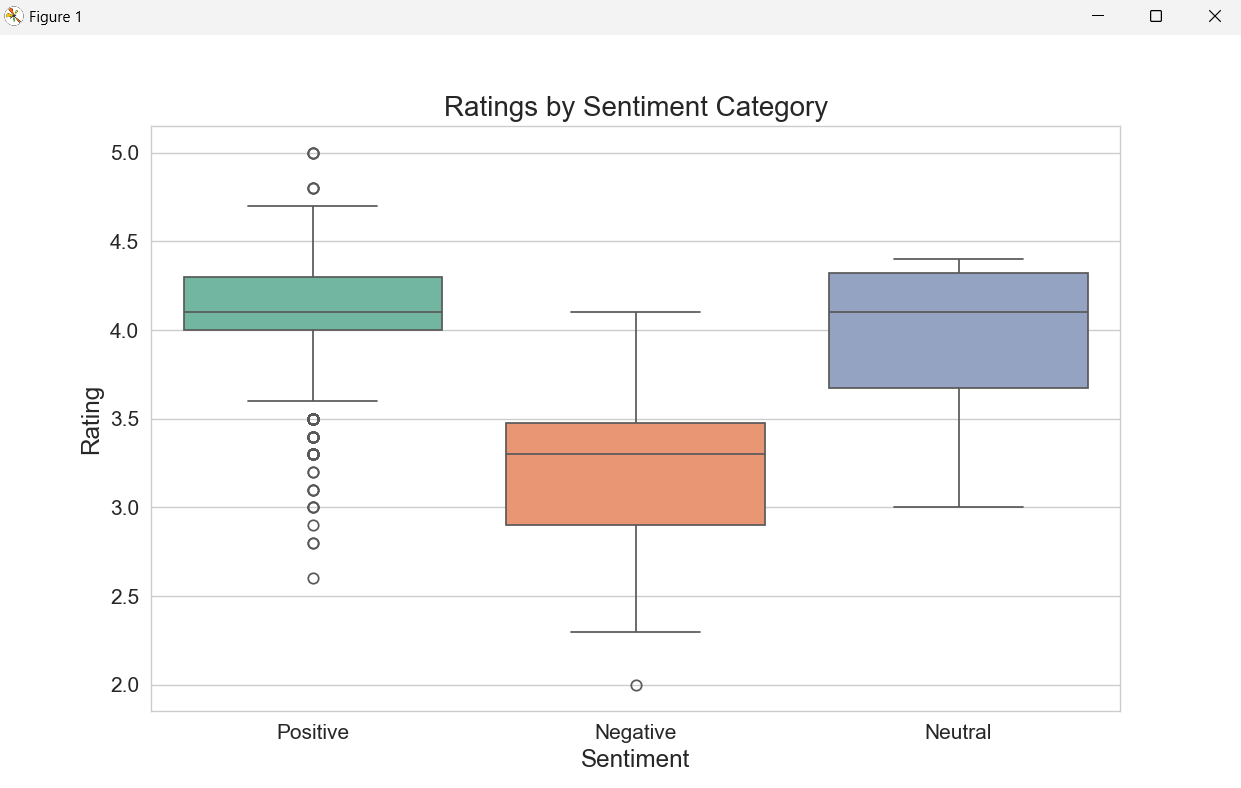 Figure 1
Ratings by Sentiment Category
5.0
4.5
4.0
3.5
3.0
2.5
2.0
Rating
Positive Negative Neutral
Sentiment